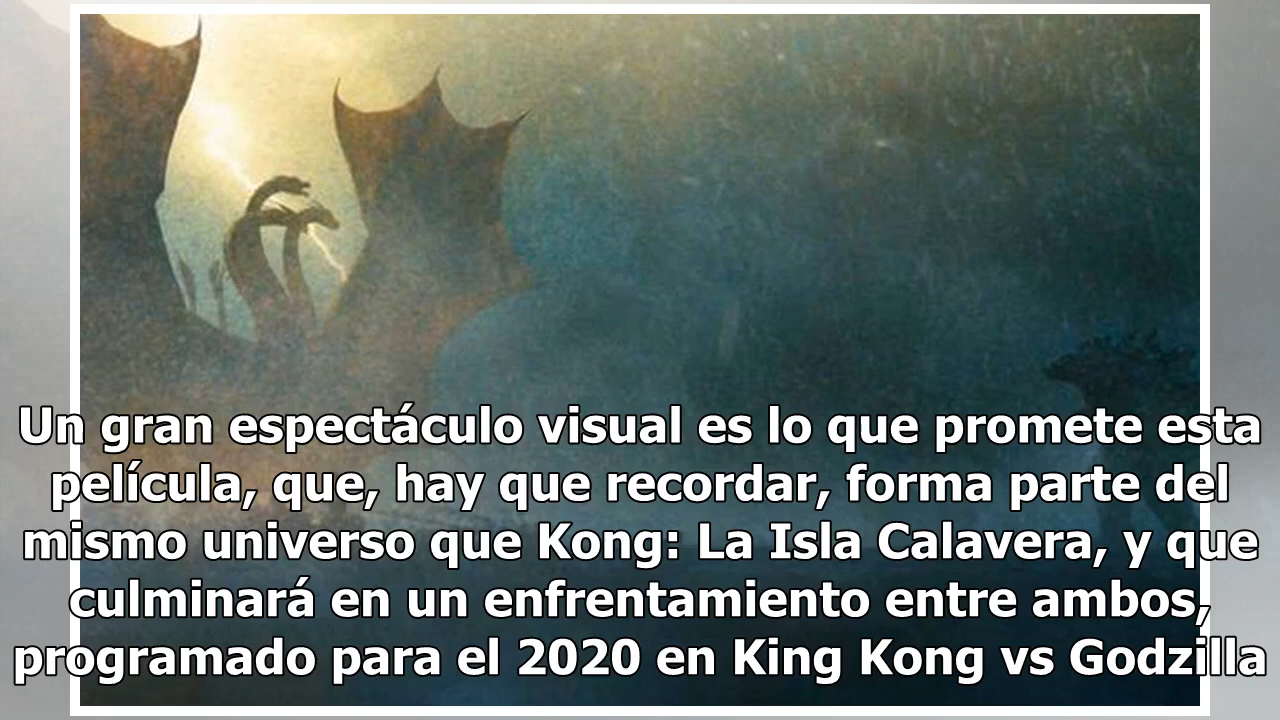 Un gran espectáculo visual es lo que promete esta
película, que, hay que recordar, forma parte del
mismo universo que Kong: La Isla Calavera, y que
culminará en un enfrentamiento entre ambos,
programado para el 2020 en King Kong vs Godzilla